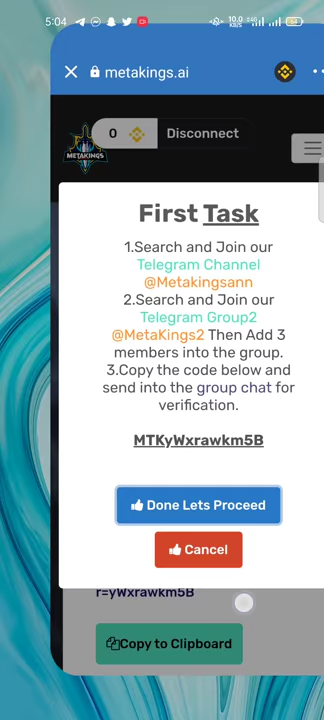 5:04
10.0
KB/S
metakings.ai
0
Disconnect
METAKINGS
First Task
1.Search and Join our
Telegram Channel
@Metakingsann
2.Search and Join our
Telegram Group2
@MetaKings2 Then Add 3
members into the group.
3.Copy the code below and
send into the group chat for
verification.
MTKyWxrawkm5B
Done Lets Proceed
Cancel
r=yWxrawkm5B
Copy to Clipboard